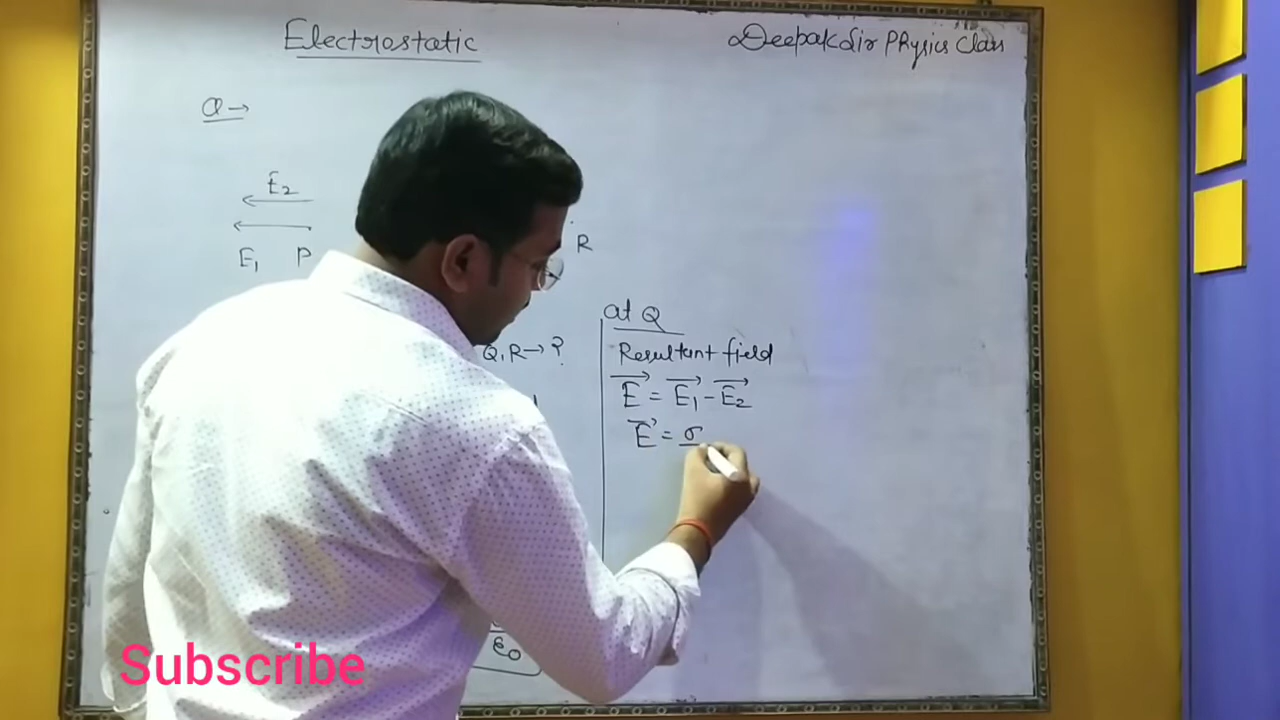 Electrostatic
Deepak Sir Physics Class
Q→
E2
E1 P
R
Q, R → ?
at Q
Resultant field
E = E1 - E2
E = σ
ε0
Subscribe